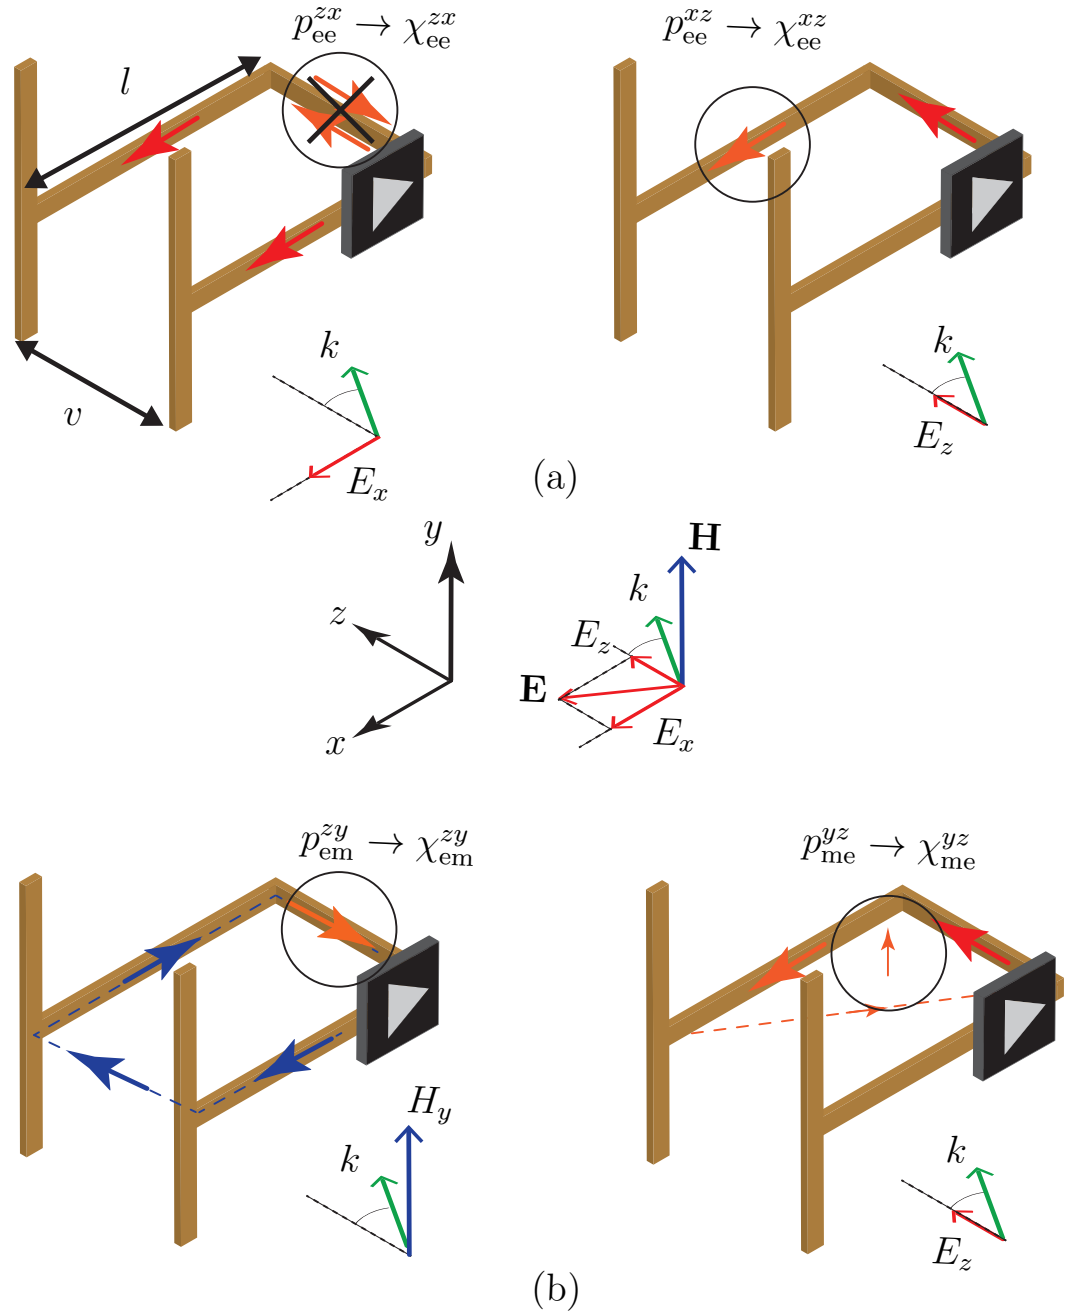 p_ee^zx → χ_ee^zx
p_ee^xz → χ_ee^xz
l
v
k
E_x
k
E_z
(a)
y
z
x
H
k
E_z
E
E_x
p_em^zy → χ_em^zy
p_me^yz → χ_me^yz
H_y
k
k
E_z
(b)